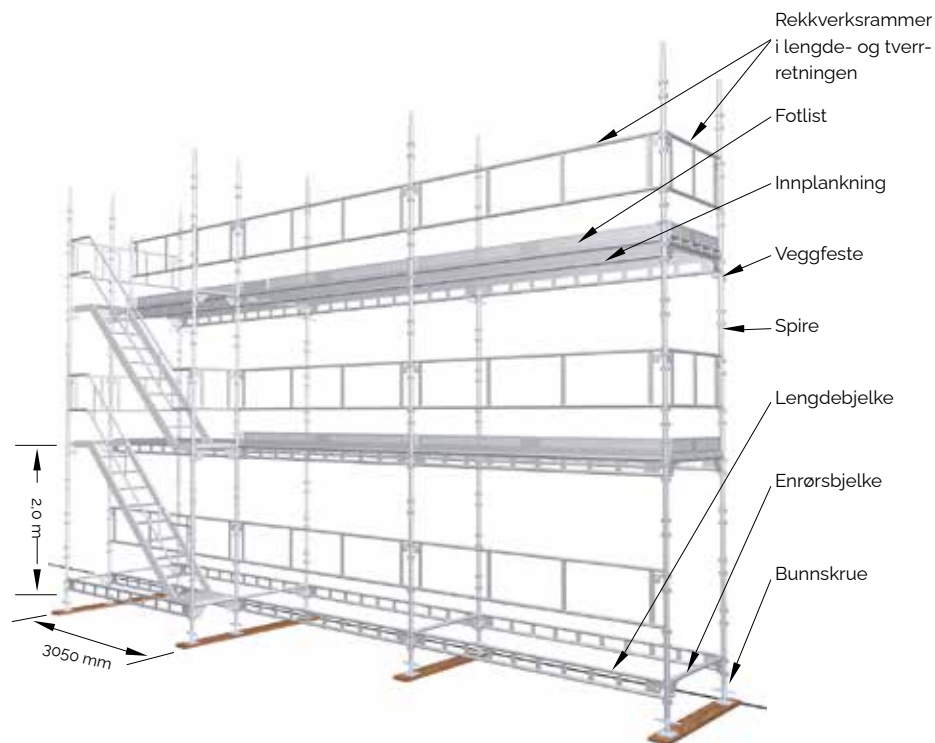 Rekkverksrammer
i lengde- og tverr-
retningen
Fotlist
Innplankning
Veggfeste
Spire
Lengdebjelke
Enrørsbjelke
Bunnskrue
2,0 m
3050 mm